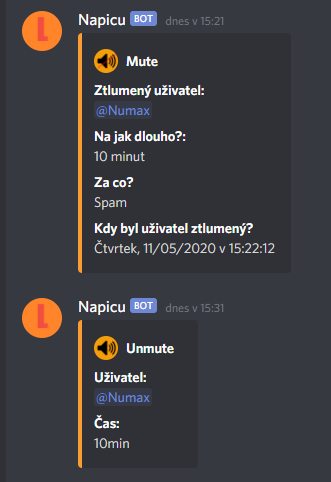 Napicu BOT dnes v 15:21
Mute
Ztlumený uživatel:
@Numax
Na jak dlouho?:
10 minut
Za co?
Spam
Kdy byl uživatel ztlumený?
Čtvrtek, 11/05/2020 v 15:22:12
Napicu BOT dnes v 15:31
Unmute
Uživatel:
@Numax
Čas:
10min